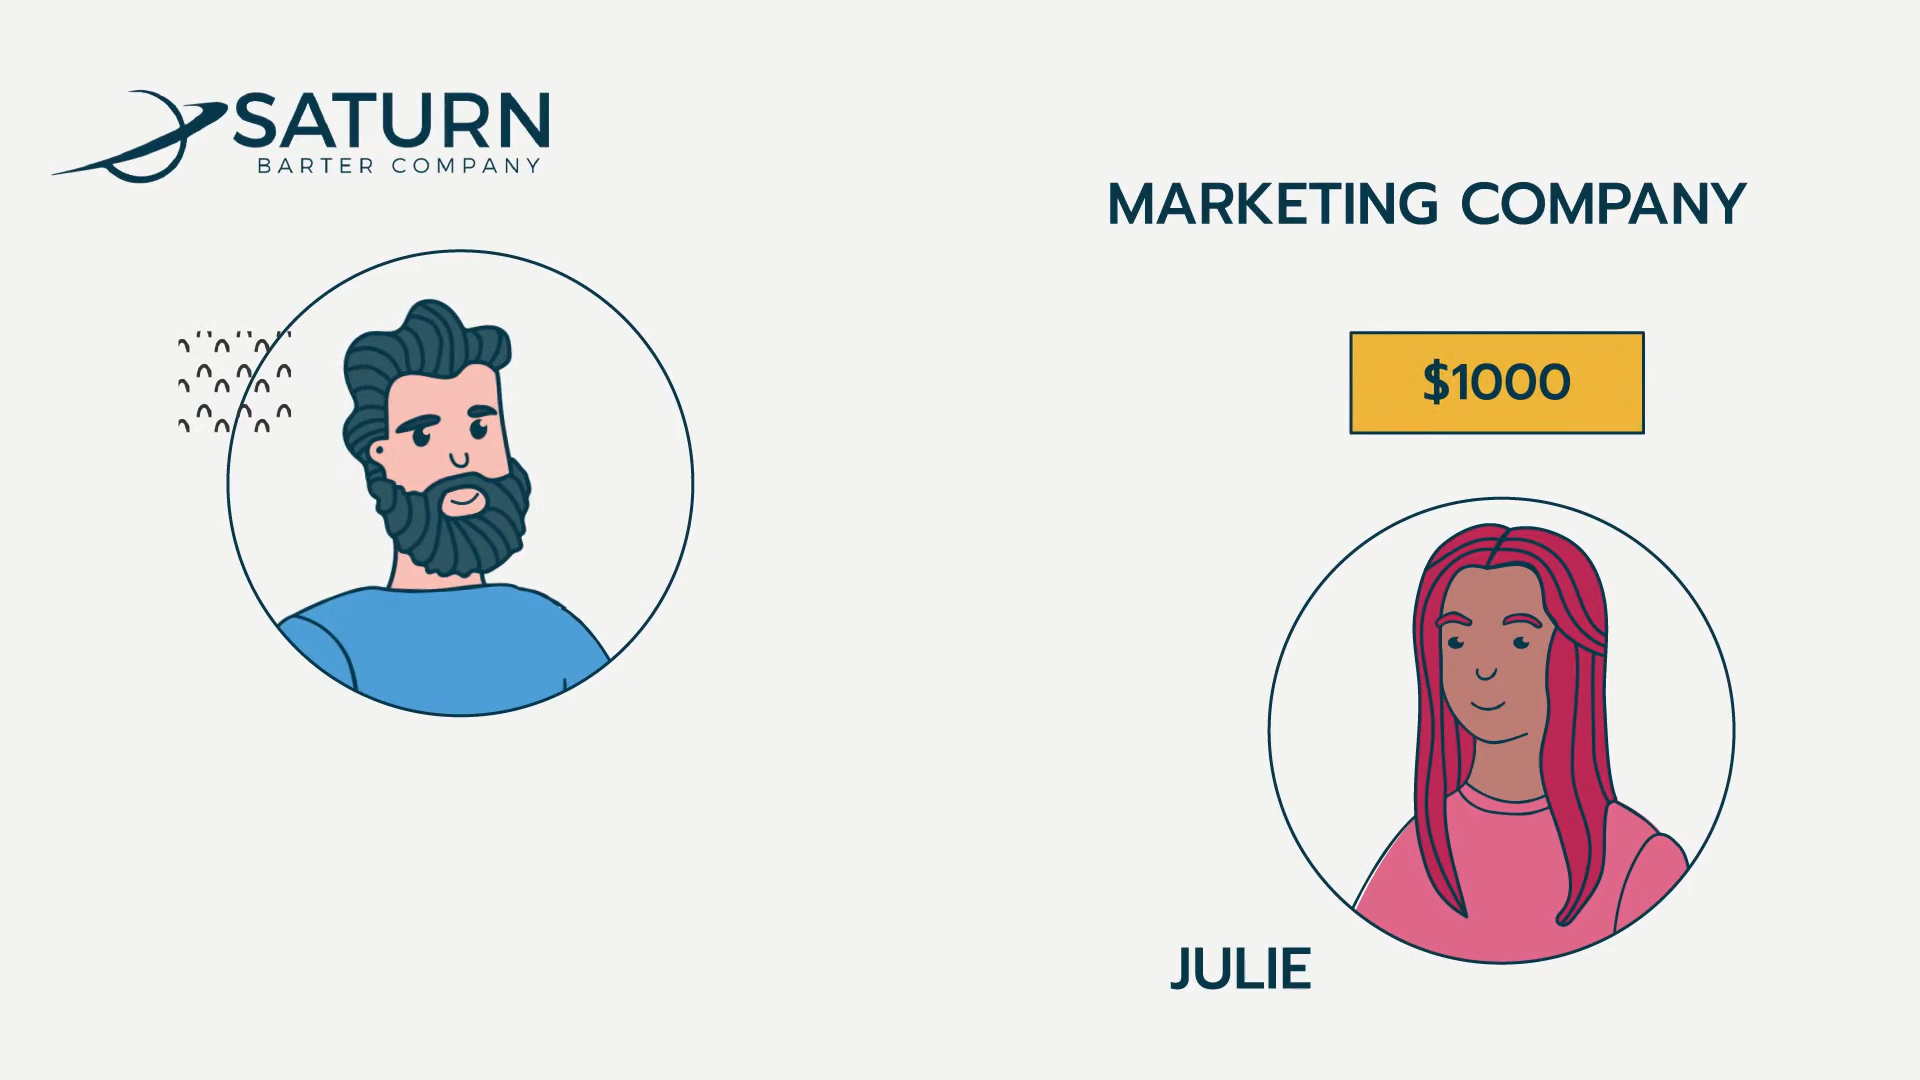 SATURN
BARTER COMPANY
MARKETING COMPANY
$1000
JULIE